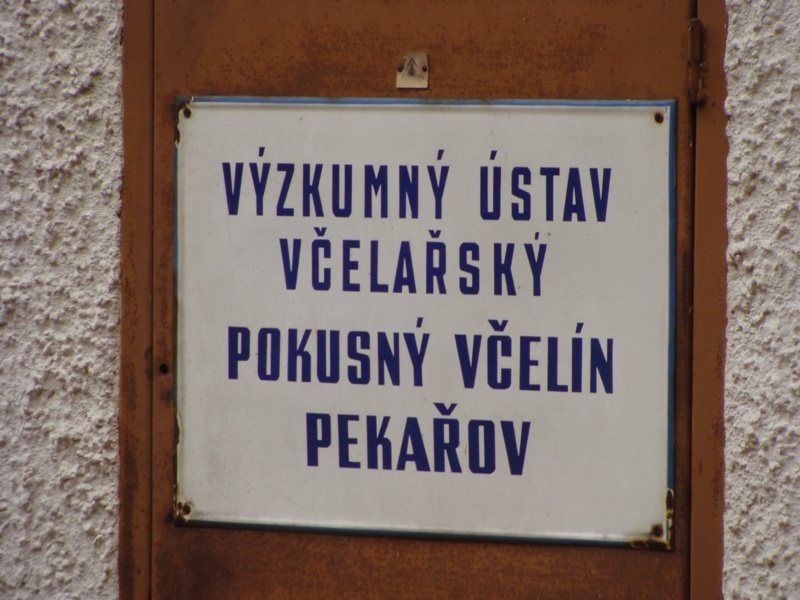 VÝZKUMNÝ ÚSTAV
VČELAŘSKÝ
POKUSNÝ VČELÍN
PEKAŘOV